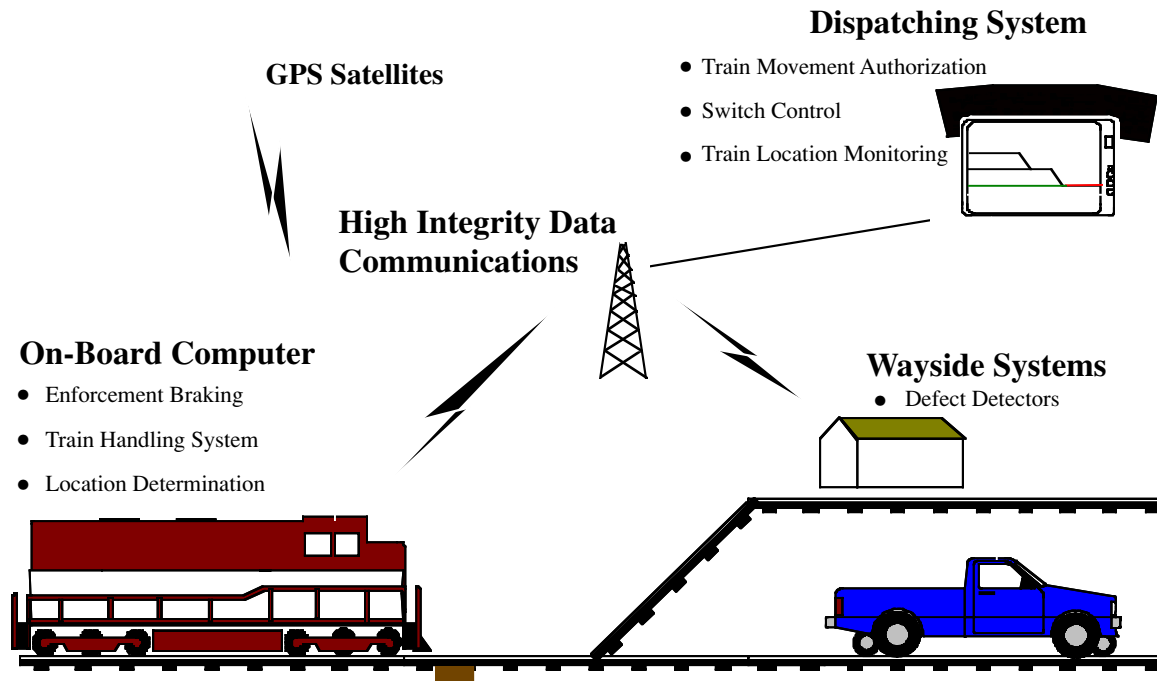 Dispatching System
● Train Movement Authorization
● Switch Control
● Train Location Monitoring
GPS Satellites
High Integrity Data
Communications
On-Board Computer
● Enforcement Braking
● Train Handling System
● Location Determination
Wayside Systems
● Defect Detectors